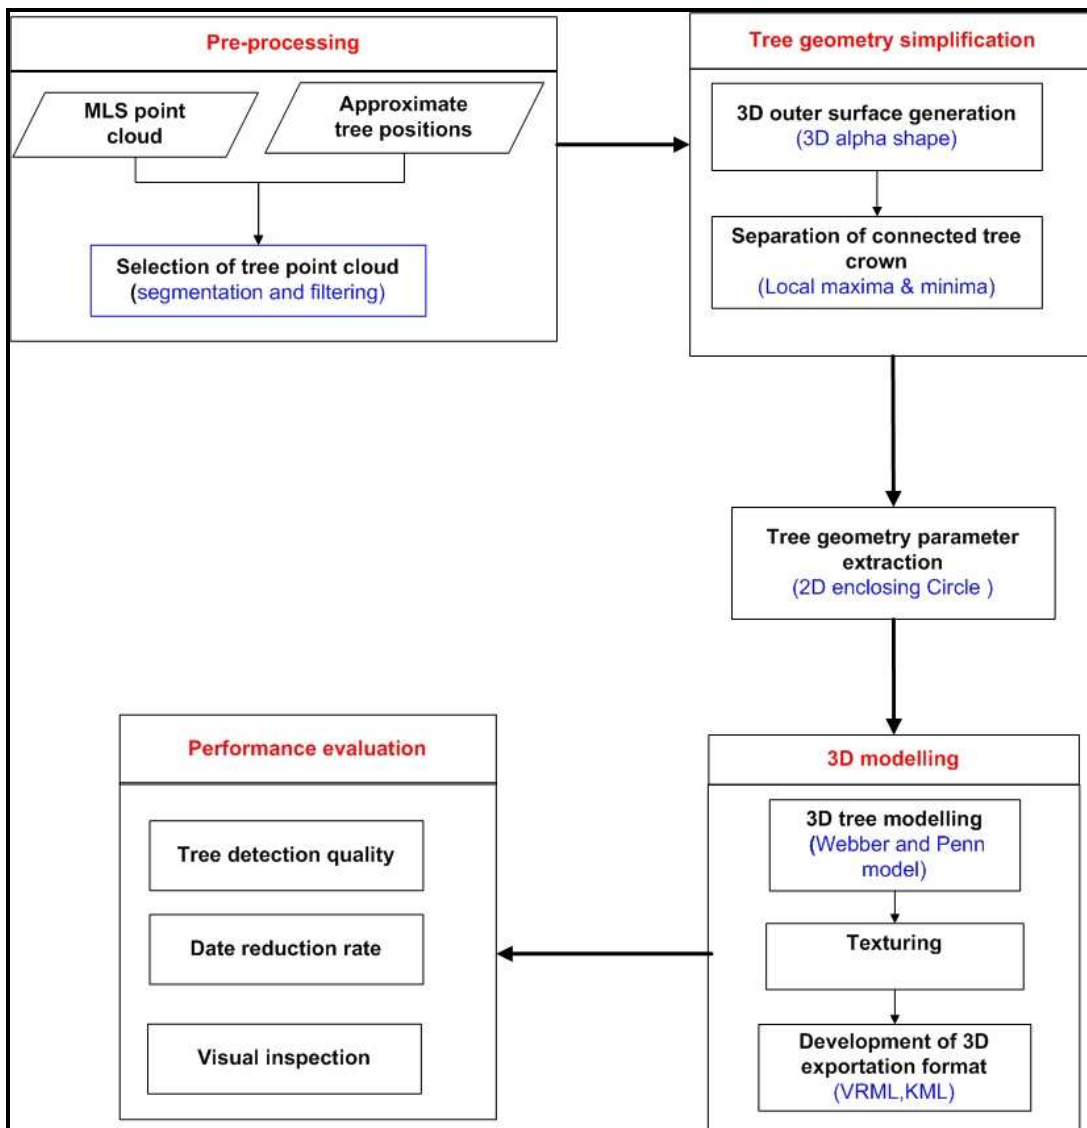 Pre-processing
MLS point
cloud
Approximate
tree positions
Selection of tree point cloud
(segmentation and filtering)
Tree geometry simplification
3D outer surface generation
(3D alpha shape)
Separation of connected tree
crown
(Local maxima & minima)
Tree geometry parameter
extraction
(2D enclosing Circle )
3D modelling
3D tree modelling
(Webber and Penn
model)
Texturing
Development of 3D
exportation format
(VRML,KML)
Performance evaluation
Tree detection quality
Date reduction rate
Visual inspection